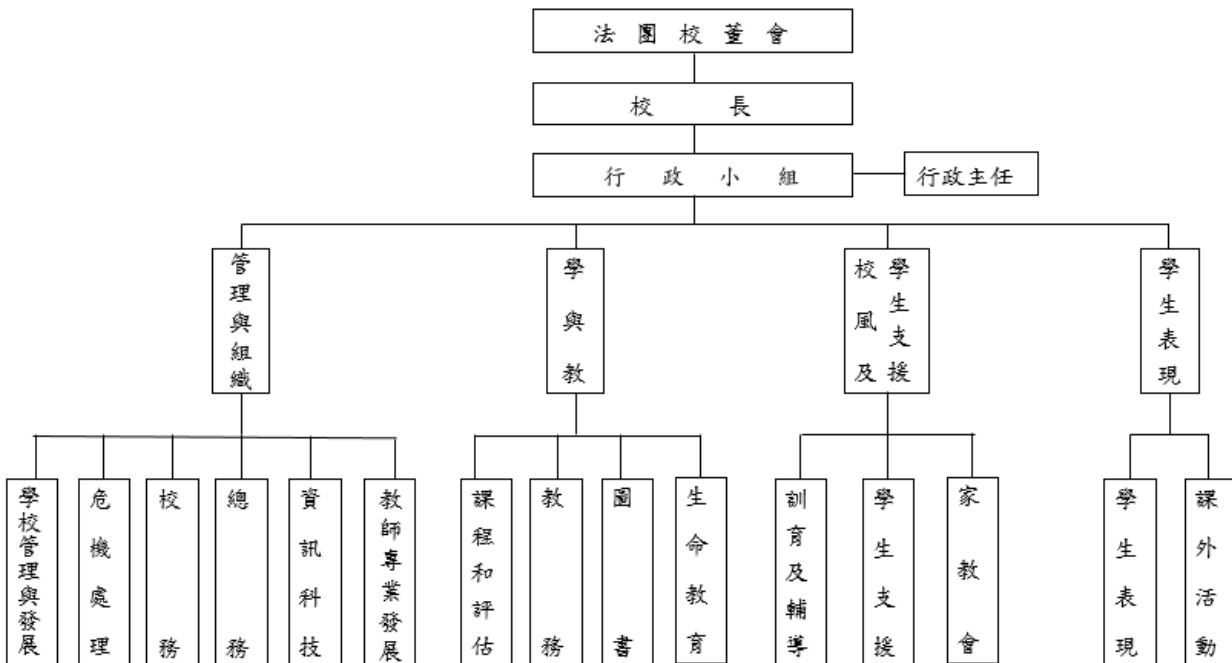 法團校董會
校長
行政小組
行政主任
管理與組織
學與教
校風及
學生支援
學生表現
學校管理與發展
危機處理
校務
總務
資訊科技
教師專業發展
課程和評估
教務
圖書
生命教育
訓育及輔導
學生支援
家教會
學生表現
課外活動